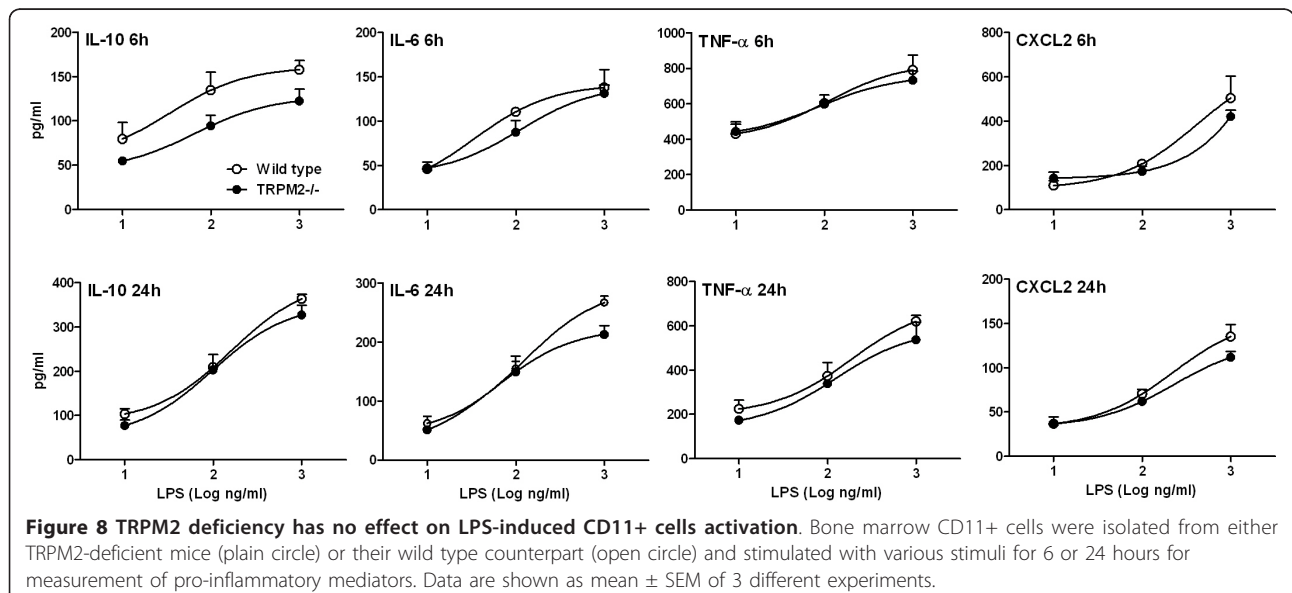 IL-10 6h
200
150
100
50
0
pg/ml
Wild type
TRPM2-/-
1 2 3
IL-6 6h
200
150
100
50
0
1 2 3
TNF-α 6h
1000
800
600
400
200
0
1 2 3
CXCL2 6h
800
600
400
200
0
1 2 3
IL-10 24h
400
300
200
100
0
pg/ml
1 2 3
LPS (Log ng/ml)
IL-6 24h
300
200
100
0
1 2 3
LPS (Log ng/ml)
TNF-α 24h
800
600
400
200
0
1 2 3
LPS (Log ng/ml)
CXCL2 24h
200
150
100
50
0
1 2 3
LPS (Log ng/ml)
Figure 8 TRPM2 deficiency has no effect on LPS-induced CD11+ cells activation. Bone marrow CD11+ cells were isolated from either
TRPM2-deficient mice (plain circle) or their wild type counterpart (open circle) and stimulated with various stimuli for 6 or 24 hours for
measurement of pro-inflammatory mediators. Data are shown as mean ± SEM of 3 different experiments.